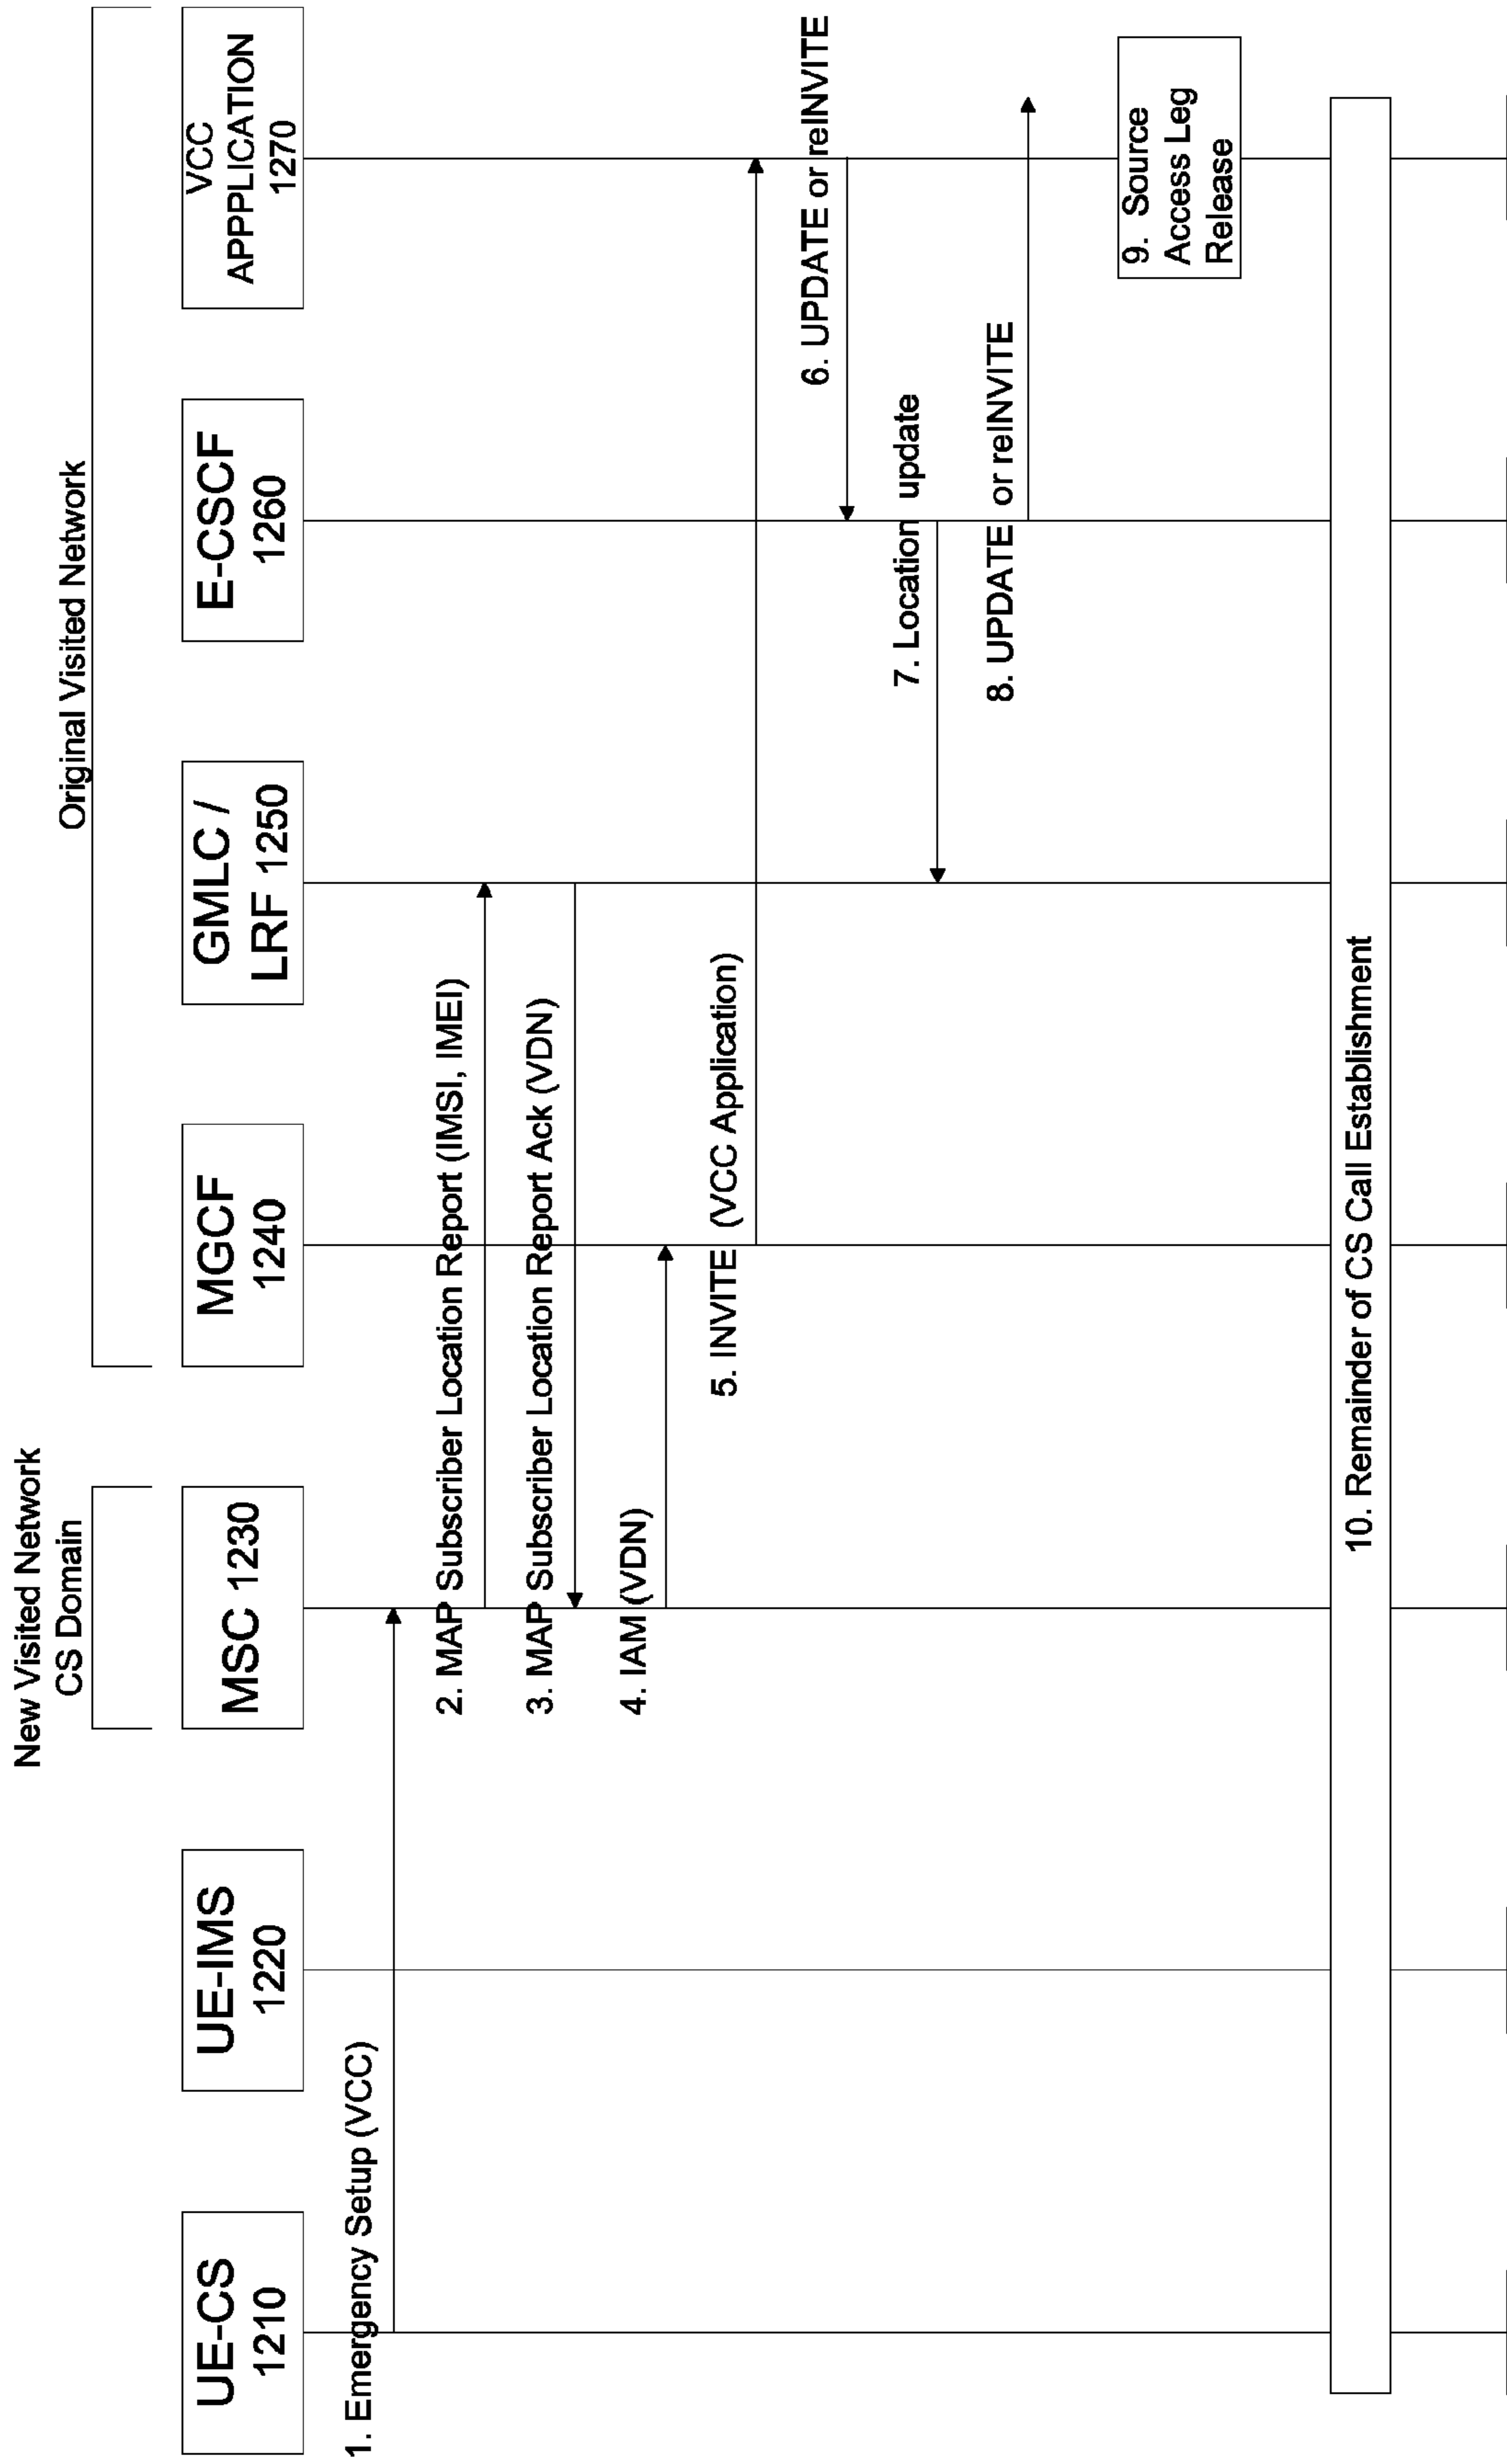 New Visited Network
CS Domain
Original Visited Network
UE-CS
1210
UE-IMS
1220
MSC 1230
MGCF
1240
GMLC /
LRF 1250
E-CSCF
1260
VCC
APPPLICATION
1270
1. Emergency Setup (VCC)
2. MAP Subscriber Location Report (IMSI, IMEI)
3. MAP Subscriber Location Report Ack (VDN)
4. IAM (VDN)
5. INVITE (VCC Application)
6. UPDATE or reINVITE
7. Location update
8. UPDATE or reINVITE
9. Source
Access Leg
Release
10. Remainder of CS Call Establishment